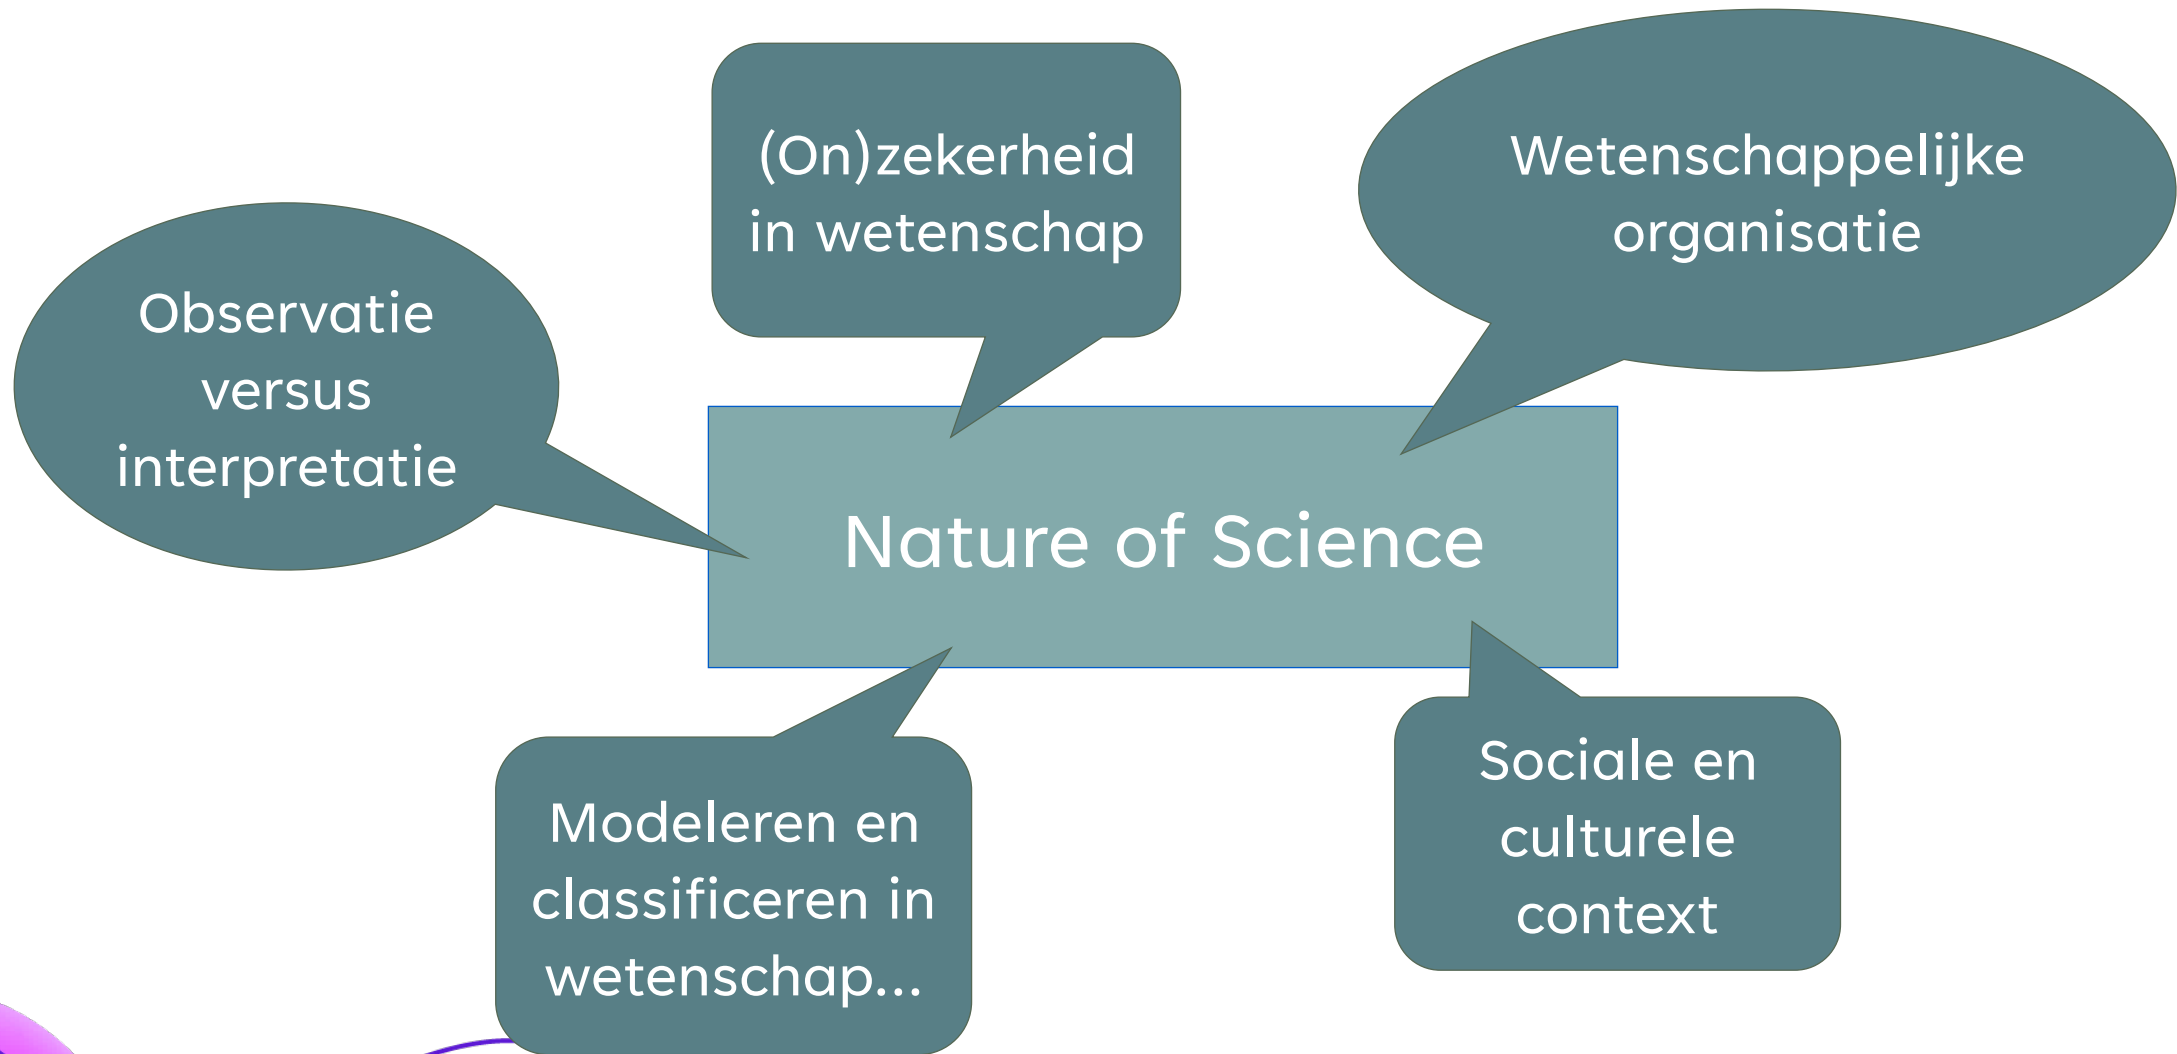 (On)zekerheid
in wetenschap
Wetenschappelijke
organisatie
Observatie
versus
interpretatie
Nature of Science
Modeleren en
classificeren in
wetenschap...
Sociale en
culturele
context